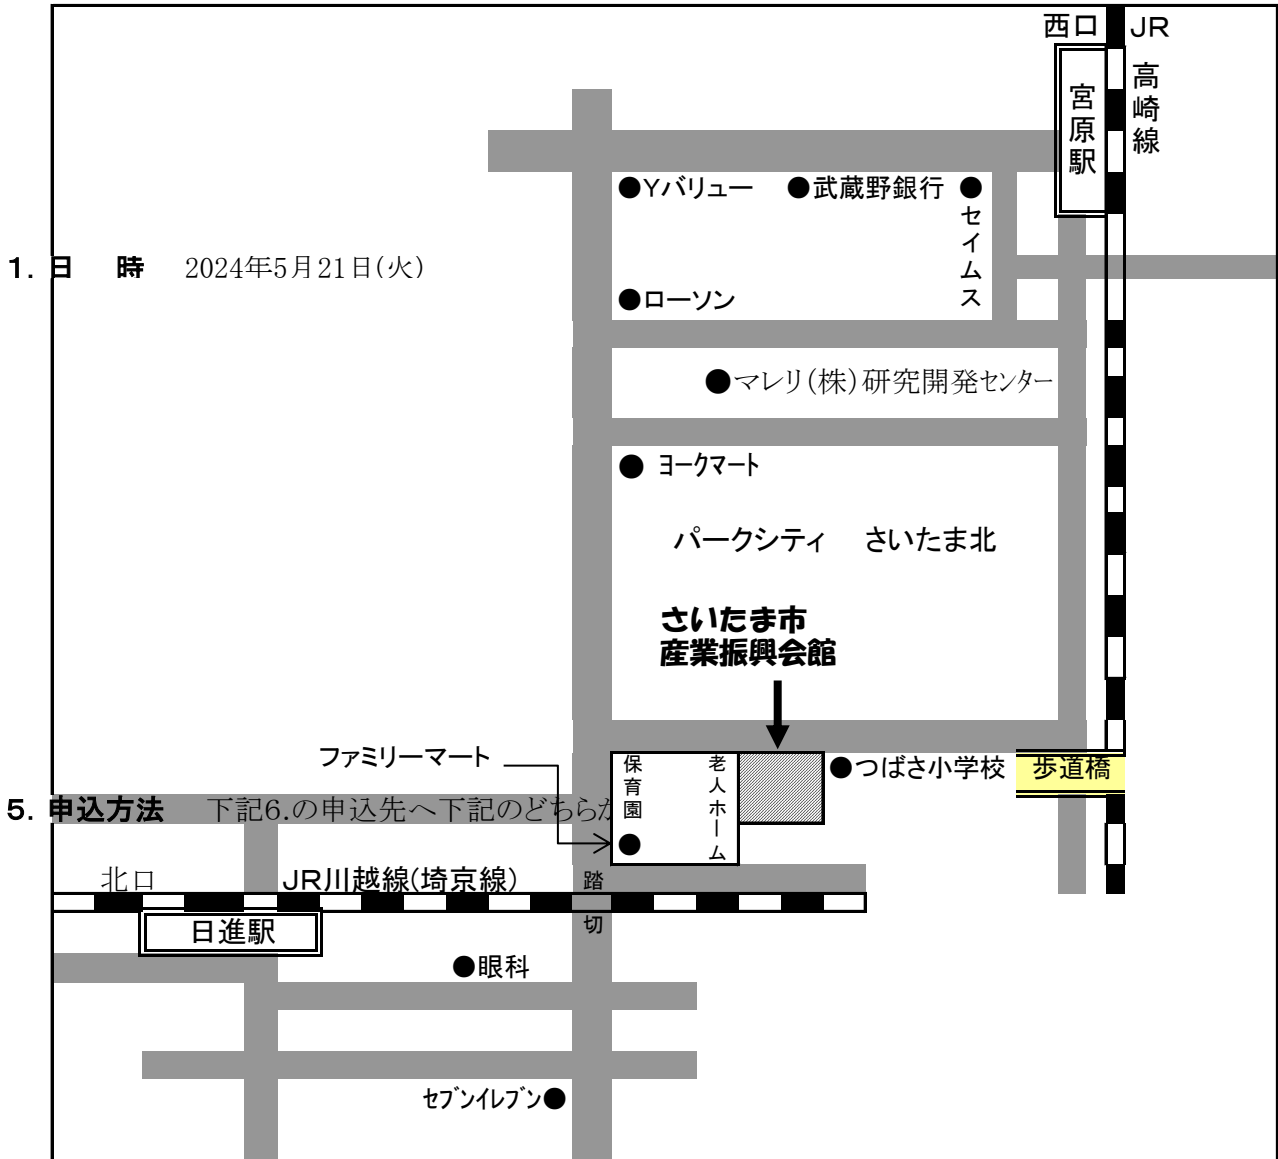 西口 JR
高崎線
宮原駅
●Yバリュー ●武蔵野銀行 ●
セイムス
1. 日 時 2024年5月21日(火)
●ローソン
●マレリ(株)研究開発センター
● ヨークマート
パークシティ さいたま北
さいたま市
産業振興会館
ファミリーマート
保育園
老人ホーム
●つばさ小学校
歩道橋
5. 申込方法 下記6.の申込先へ下記のどちらか
北口
JR川越線(埼京線)
踏切
日進駅
●眼科
セブンイレブン●